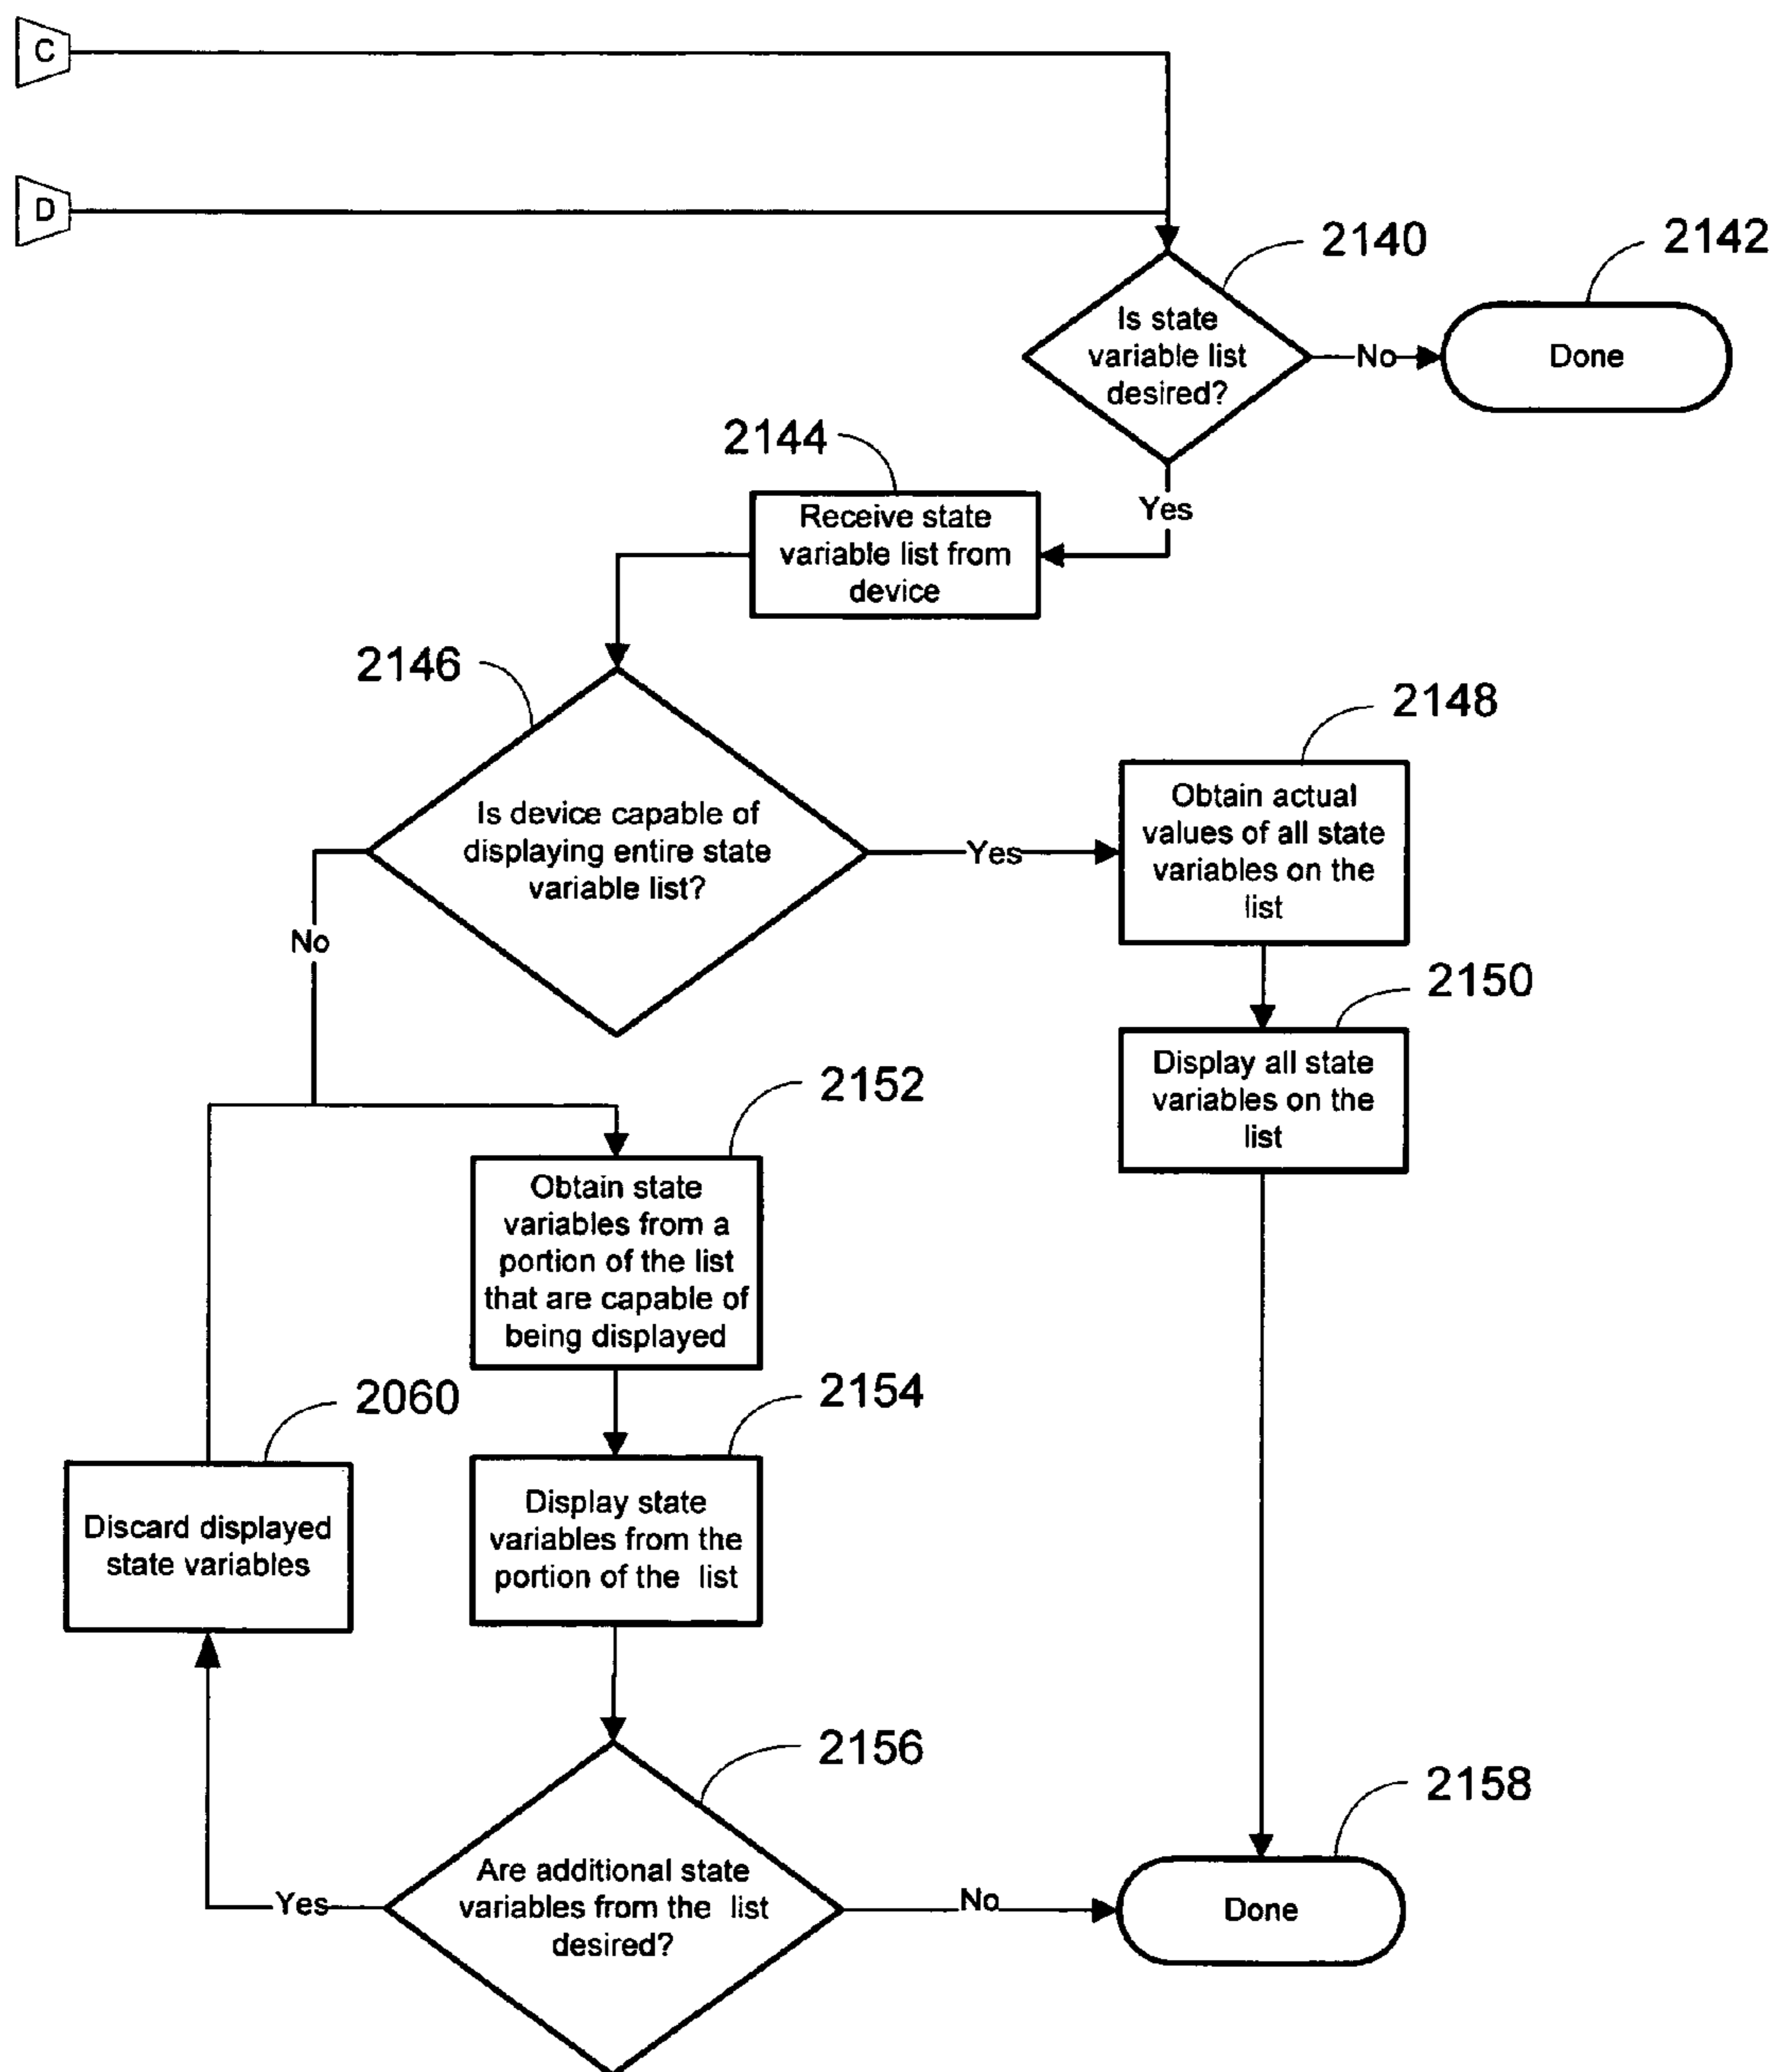 C
D
2140
2142
Is state
variable list
desired?
No
Done
2144
Yes
Receive state
variable list from
device
2146
2148
Is device capable of
displaying entire state
variable list?
Yes
Obtain actual
values of all state
variables on the
list
No
2150
Display all state
variables on the
list
2152
Obtain state
variables from a
portion of the list
that are capable of
being displayed
2060
Discard displayed
state variables
2154
Display state
variables from the
portion of the list
2156
2158
Are additional state
variables from the list
desired?
Yes
No
Done